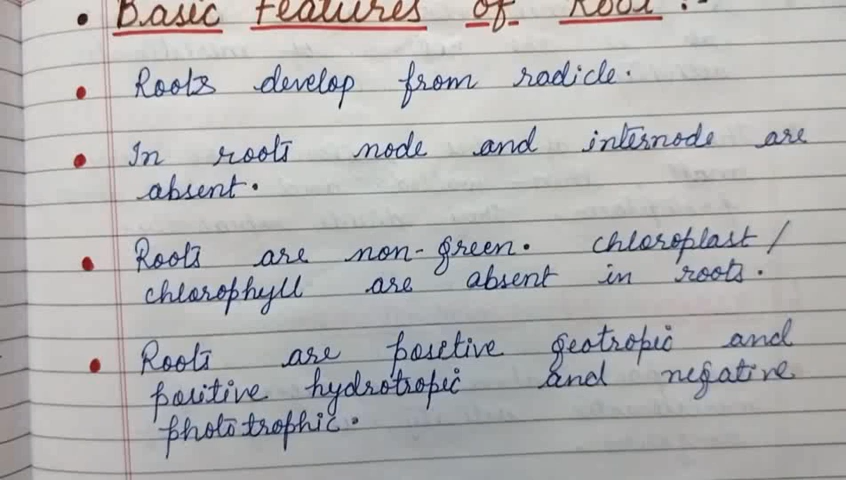 • Basic Features of Root :-
• Roots develop from radicle.
• In roots node and internode are
absent.
• Roots are non-green. chloroplast/
chlorophyll are absent in roots.
• Roots are posetive geotropic and
positive hydrotropic and negative
phototrophic.